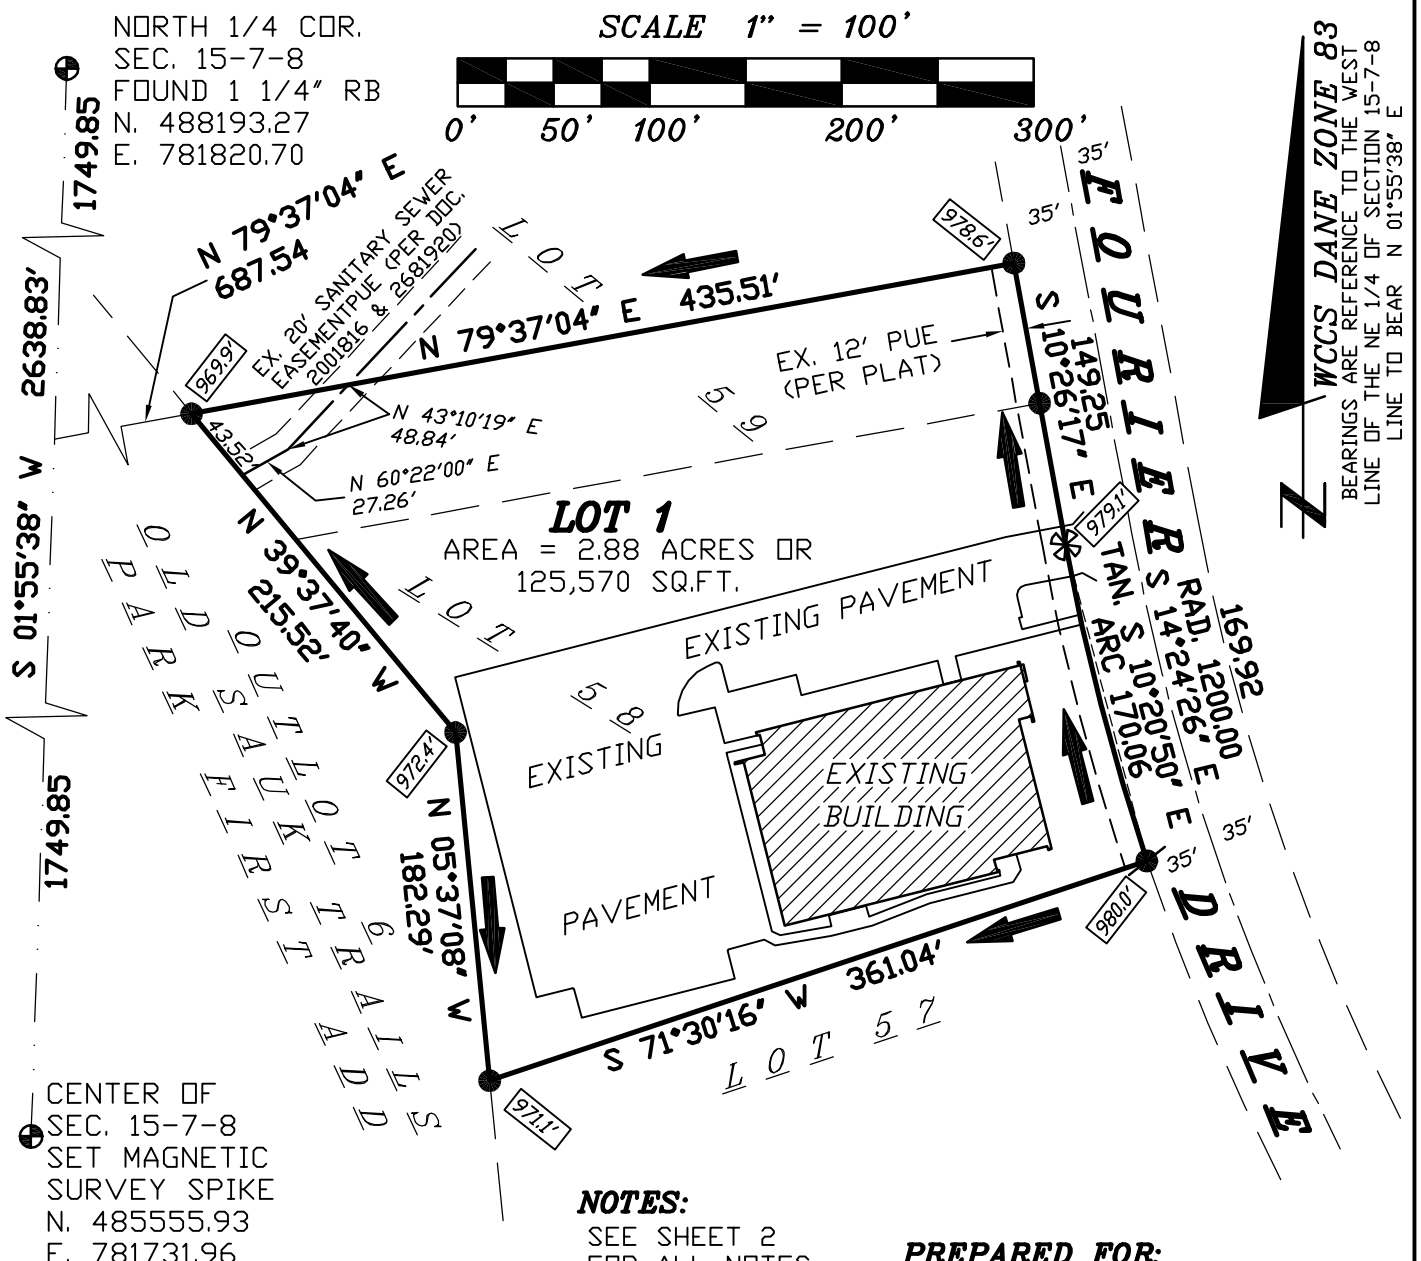 NORTH 1/4 COR.
SEC. 15-7-8
FOUND 1 1/4" RB
N. 488193.27
E. 781820.70
SCALE 1" = 100'
0' 50' 100' 200' 300'
WCCS DANE ZONE 83
BEARINGS ARE REFERENCE TO THE WEST
LINE OF THE NE 1/4 OF SECTION 15-7-8
LINE TO BEAR N 01°55'38" E
N
1749.85
S 01°55'38" W 2638.83'
1749.85
N 79°37'04" E
687.54
EX. 20' SANITARY SEWER
EASEMENTPUE (PER DOC.
2001816 & 2681920)
LOT
59
N 79°37'04" E 435.51'
978.6'
35'
35'
FOURIERS DRIVE
EX. 12' PUE
(PER PLAT)
S 10°26'17" E
149.25
969.9'
43.52'
N 43°10'19" E
48.84'
N 60°22'00" E
27.26'
LOT 1
AREA = 2.88 ACRES OR
125,570 SQ.FT.
979.1'
N 39°37'40" W
215.52'
LOT
58
EXISTING PAVEMENT
EXISTING
PAVEMENT
EXISTING
BUILDING
169.92
RAD. 1200.00
S 14°24'26" E
TAN. S 10°20'50" E
ARC 170.06
35'
35'
972.4'
N 05°37'08" W
182.29'
980.0'
S 71°30'16" W 361.04'
LOT 57
971.1'
OUTLOT 6
OLD SAUK TRAILS
PARK FIRST ADD
CENTER OF
SEC. 15-7-8
SET MAGNETIC
SURVEY SPIKE
N. 485555.93
E. 781731.96
NOTES:
SEE SHEET 2
FOR ALL NOTES
PREPARED FOR: